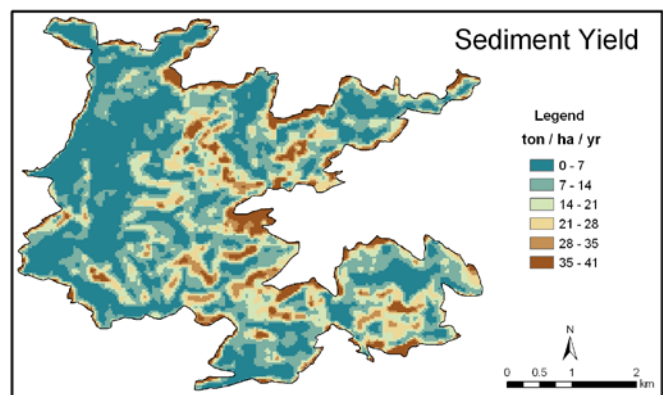 Sediment Yield
Legend
ton / ha / yr
0 - 7
7 - 14
14 - 21
21 - 28
28 - 35
35 - 41
N
0 0.5 1 2
km